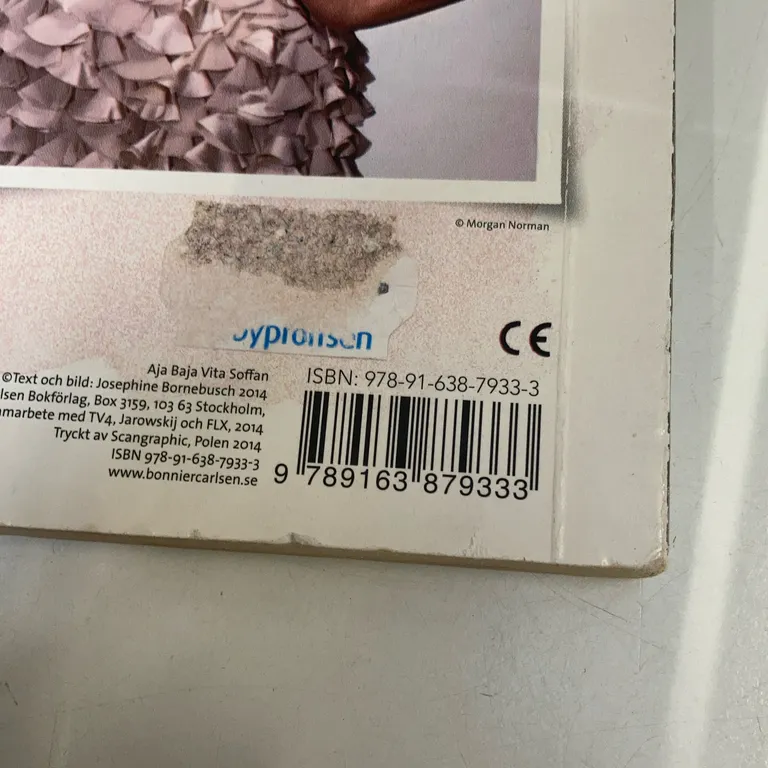 © Morgan Norman
CE
Aja Baja Vita Soffan
©Text och bild: Josephine Bornebusch 2014
Bokförlag, Box 3159, 103 63 Stockholm,
med TV4, Jarowskij och FLX, 2014
Tryckt av Scangraphic, Polen 2014
ISBN 978-91-638-7933-3
www.bonniercarlsen.se
ISBN: 978-91-638-7933-3
9 789163 879333